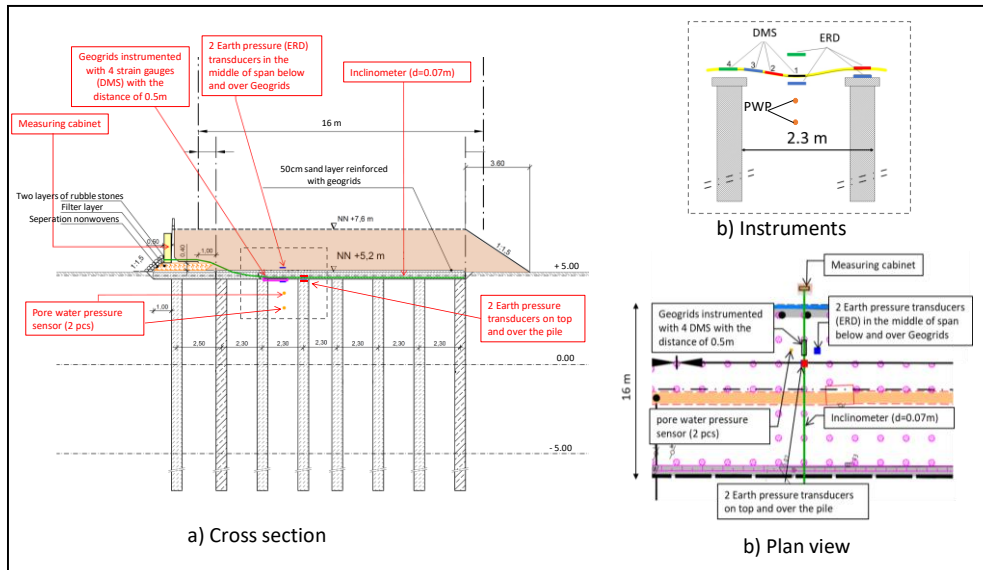 Geogrids instrumented
with 4 strain gauges
(DMS) with the
distance of 0.5m
2 Earth pressure (ERD)
transducers in the
middle of span below
and over Geogrids
Inclinometer (d=0.07m)
Measuring cabinet
16 m
3.60
50cm sand layer reinforced
with geogrids
Two layers of rubble stones
Filter layer
Seperation nonwovens
NN +7,6 m
0,60
0.40
1.00
1:1,5
1:1,5
NN +5,2 m
+ 5.00
Pore water pressure
sensor (2 pcs)
2 Earth pressure
transducers on top
and over the pile
1.00
2,50
2,30
2,30
2,30
2,30
2,30
0.00
- 5.00
a) Cross section
DMS
ERD
4
3
2
1
PWP
2.3 m
b) Instruments
Measuring cabinet
Geogrids instrumented
with 4 DMS with the
distance of 0.5m
2 Earth pressure transducers
(ERD) in the middle of span
below and over Geogrids
16 m
pore water pressure
sensor (2 pcs)
Inclinometer (d=0.07m)
2 Earth pressure transducers
on top and over the pile
b) Plan view